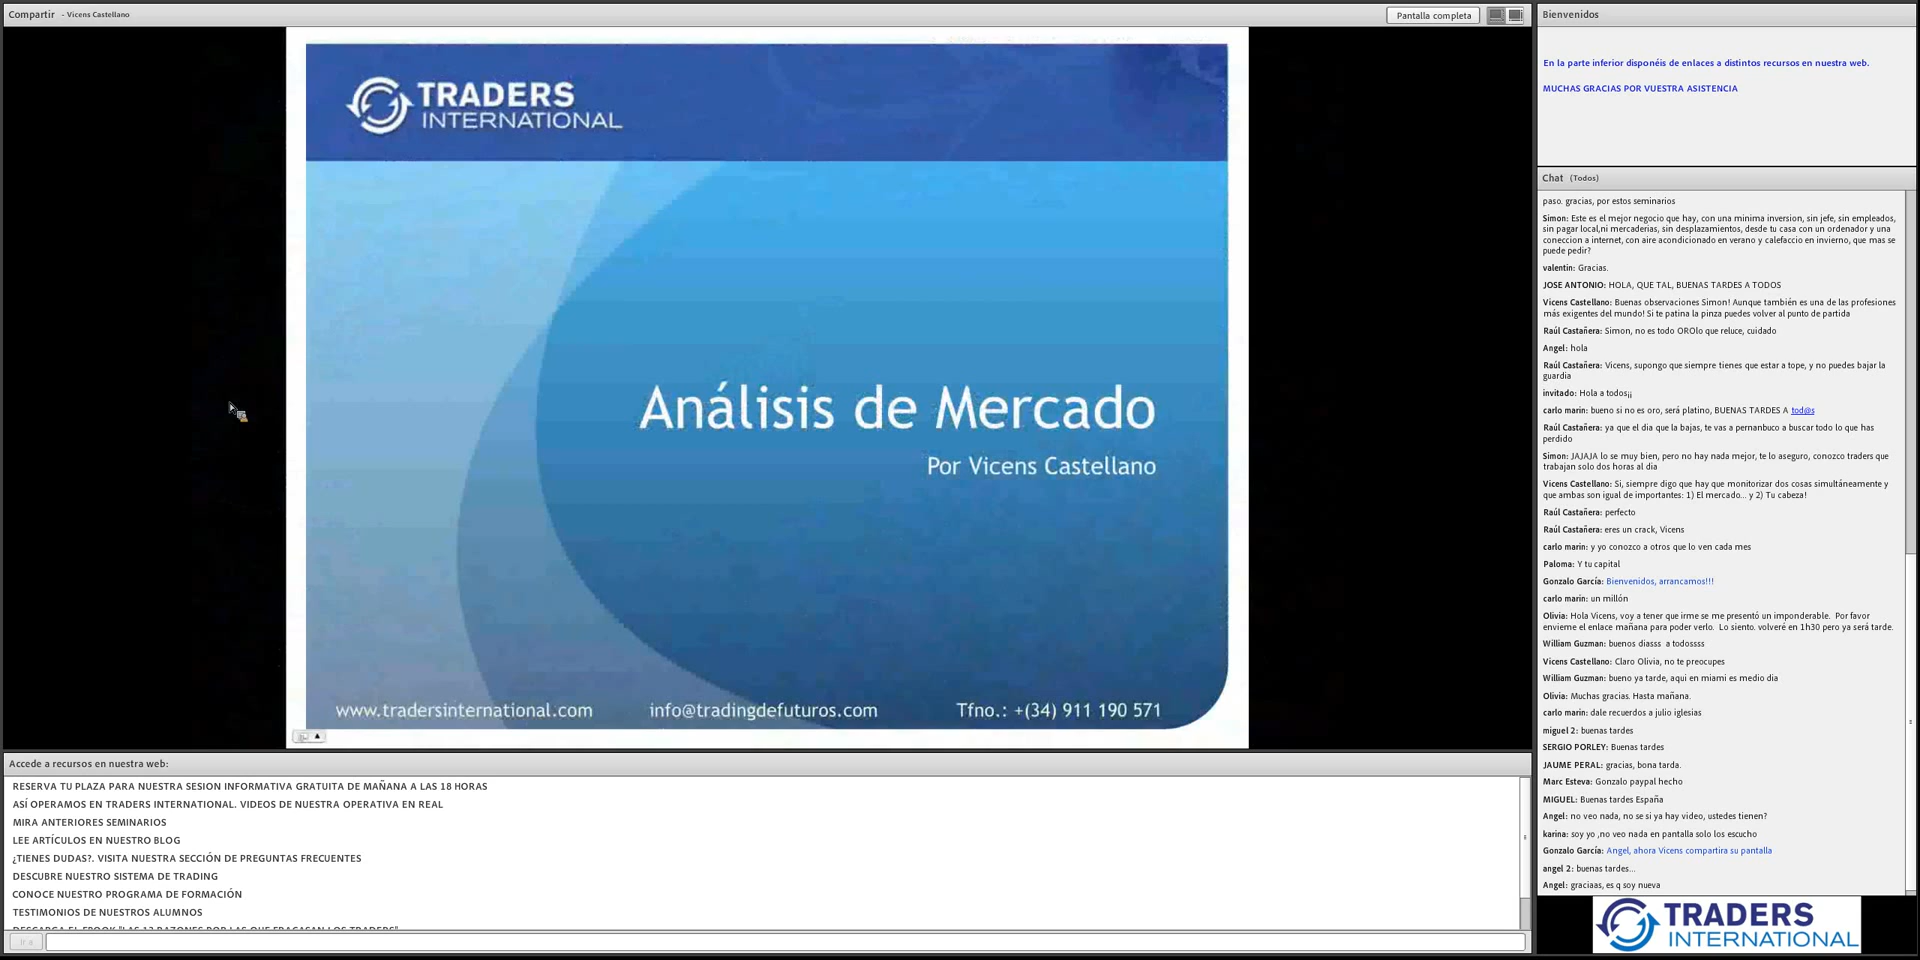 Compartir - Vicens Castellano
Pantalla completa
TRADERS
INTERNATIONAL
Análisis de Mercado
Por Vicens Castellano
www.tradersinternational.com info@tradingdefuturos.com Tfno.: +(34) 911 190 571
Accede a recursos en nuestra web:
RESERVA TU PLAZA PARA NUESTRA SESION INFORMATIVA GRATUITA DE MAÑANA A LAS 18 HORAS
ASÍ OPERAMOS EN TRADERS INTERNATIONAL. VIDEOS DE NUESTRA OPERATIVA EN REAL
MIRA ANTERIORES SEMINARIOS
LEE ARTÍCULOS EN NUESTRO BLOG
¿TIENES DUDAS?. VISITA NUESTRA SECCIÓN DE PREGUNTAS FRECUENTES
DESCUBRE NUESTRO SISTEMA DE TRADING
CONOCE NUESTRO PROGRAMA DE FORMACIÓN
TESTIMONIOS DE NUESTROS ALUMNOS
DESCARGA EL EBOOK "LAS 13 RAZONES POR LAS QUE FRACASAN LOS TRADERS"
Ir a
Bienvenidos
En la parte inferior disponéis de enlaces a distintos recursos en nuestra web.
MUCHAS GRACIAS POR VUESTRA ASISTENCIA
Chat (Todos)
paso. gracias, por estos seminarios
Simon: Este es el mejor negocio que hay, con una minima inversion, sin jefe, sin empleados,
sin pagar local,ni mercaderias, sin desplazamientos, desde tu casa con un ordenador y una
coneccion a internet, con aire acondicionado en verano y calefaccio en invierno, que mas se
puede pedir?
valentin: Gracias.
JOSE ANTONIO: HOLA, QUE TAL, BUENAS TARDES A TODOS
Vicens Castellano: Buenas observaciones Simon! Aunque también es una de las profesiones
más exigentes del mundo! Si te patina la pinza puedes volver al punto de partida
Raúl Castañera: Simon, no es todo OROlo que reluce, cuidado
Angel: hola
Raúl Castañera: Vicens, supongo que siempre tienes que estar a tope, y no puedes bajar la
guardia
invitado: Hola a todos¡¡
carlo marin: bueno si no es oro, será platino, BUENAS TARDES A tod@s
Raúl Castañera: ya que el dia que la bajas, te vas a pernanbuco a buscar todo lo que has
perdido
Simon: JAJAJA lo se muy bien, pero no hay nada mejor, te lo aseguro, conozco traders que
trabajan solo dos horas al dia
Vicens Castellano: Si, siempre digo que hay que monitorizar dos cosas simultáneamente y
que ambas son igual de importantes: 1) El mercado... y 2) Tu cabeza!
Raúl Castañera: perfecto
Raúl Castañera: eres un crack, Vicens
carlo marin: y yo conozco a otros que lo ven cada mes
Paloma: Y tu capital
Gonzalo García: Bienvenidos, arrancamos!!!
carlo marin: un millón
Olivia: Hola Vicens, voy a tener que irme se me presentó un imponderable. Por favor
envieme el enlace mañana para poder verlo. Lo siento. volveré en 1h30 pero ya será tarde.
William Guzman: buenos diasss a todossss
Vicens Castellano: Claro Olivia, no te preocupes
William Guzman: bueno ya tarde, aqui en miami es medio dia
Olivia: Muchas gracias. Hasta mañana.
carlo marin: dale recuerdos a julio iglesias
miguel 2: buenas tardes
SERGIO PORLEY: Buenas tardes
JAUME PERAL: gracias, bona tarda.
Marc Esteva: Gonzalo paypal hecho
MIGUEL: Buenas tardes España
Angel: no veo nada, no se si ya hay video, ustedes tienen?
karina: soy yo ,no veo nada en pantalla solo los escucho
Gonzalo García: Angel, ahora Vicens compartira su pantalla
angel 2: buenas tardes...
Angel: graciaas, es q soy nueva
TRADERS
INTERNATIONAL